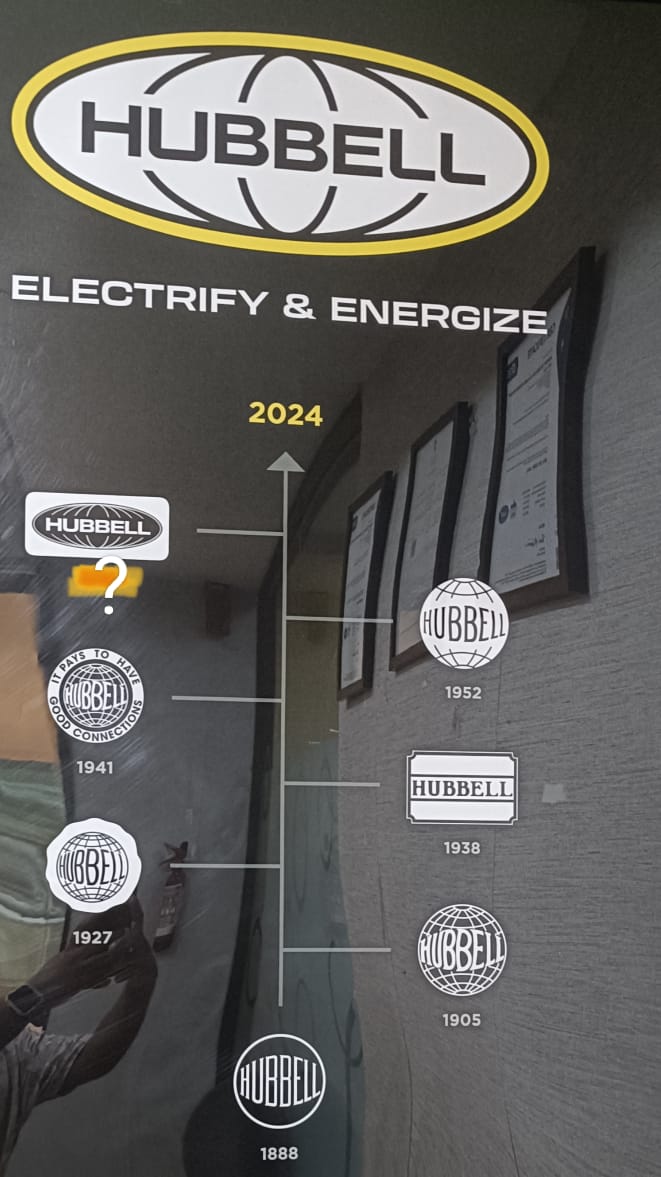 HUBBELL
ELECTRIFY & ENERGIZE
2024
HUBBELL
?
HUBBELL
1952
IT PAYS TO HAVE
HUBBELL
GOOD CONNECTIONS
1941
HUBBELL
1938
HUBBELL
1927
HUBBELL
1905
HUBBELL
1888